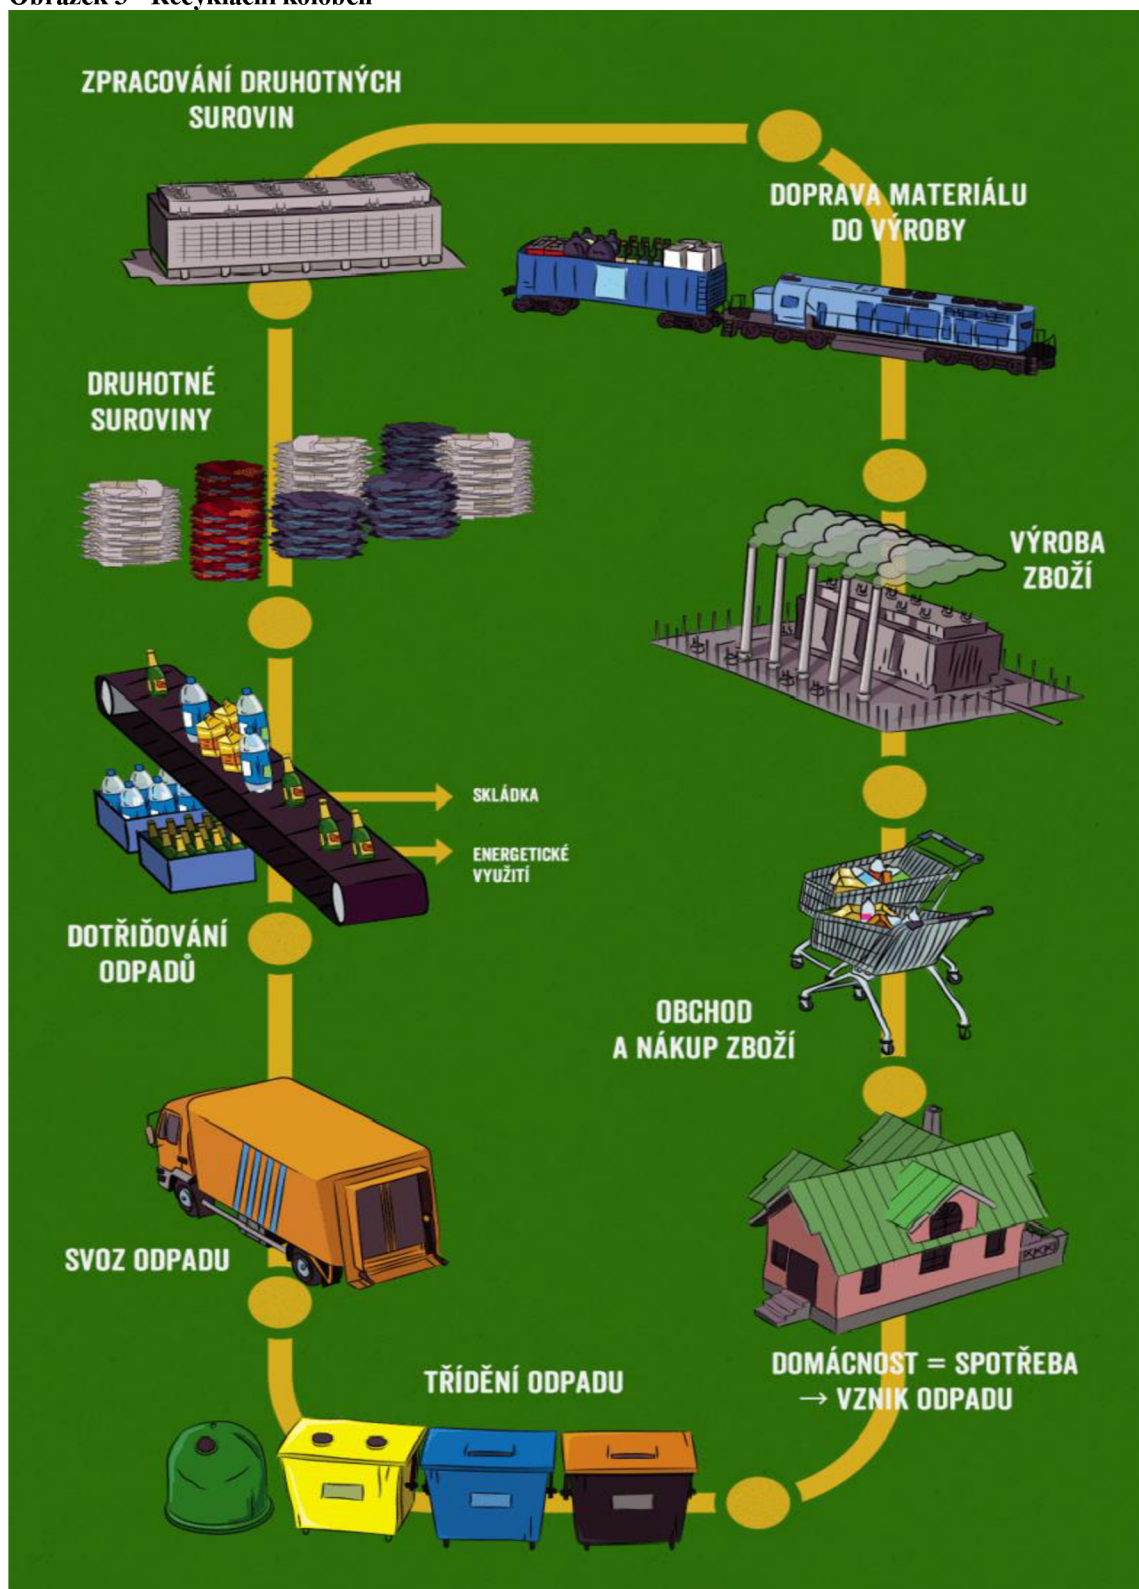 ZPRACOVÁNÍ DRUHOTNÝCH
SUROVIN
DOPRAVA MATERIÁLU
DO VÝROBY
DRUHOTNÉ
SUROVINY
VÝROBA
ZBOŽÍ
SKLÁDKA
ENERGETICKÉ
VYUŽITÍ
DOTŘIĎOVÁNÍ
ODPADŮ
OBCHOD
A NÁKUP ZBOŽÍ
SVOZ ODPADU
DOMÁCNOST = SPOTŘEBA
→ VZNIK ODPADU
TŘÍDĚNÍ ODPADU